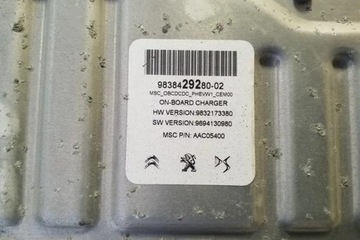 9838429280-02
MSC_OBCDCDC_PHEVW1_CEM00
ON-BOARD CHARGER
HW VERSION:9832173380
SW VERSION:9694130980
MSC P/N: AAC05400